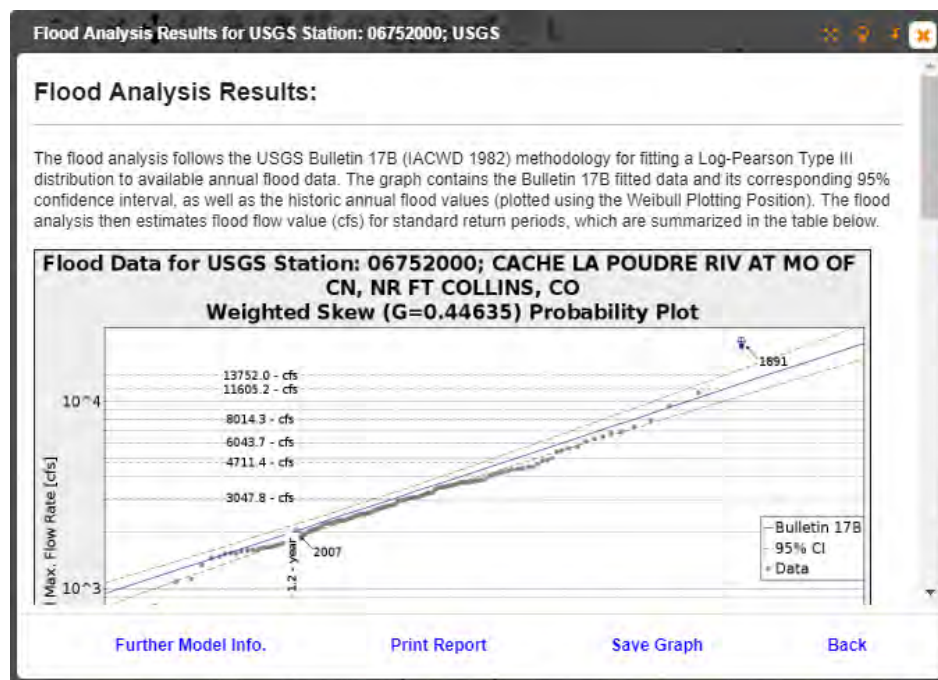 Flood Analysis Results for USGS Station: 06752000; USGS
Flood Analysis Results:
The flood analysis follows the USGS Bulletin 17B (IACWD 1982) methodology for fitting a Log-Pearson Type III
distribution to available annual flood data. The graph contains the Bulletin 17B fitted data and its corresponding 95%
confidence interval, as well as the historic annual flood values (plotted using the Weibull Plotting Position). The flood
analysis then estimates flood flow value (cfs) for standard return periods, which are summarized in the table below.
Flood Data for USGS Station: 06752000; CACHE LA POUDRE RIV AT MO OF
CN, NR FT COLLINS, CO
Weighted Skew (G=0.44635) Probability Plot
1891
13752.0 - cfs
11605.2 - cfs
10^4
8014.3 - cfs
6043.7 - cfs
4711.4 - cfs
3047.8 - cfs
Max. Flow Rate [cfs]
Bulletin 17B
95% CI
Data
2007
1.2 - year
10^3
Further Model Info.
Print Report
Save Graph
Back